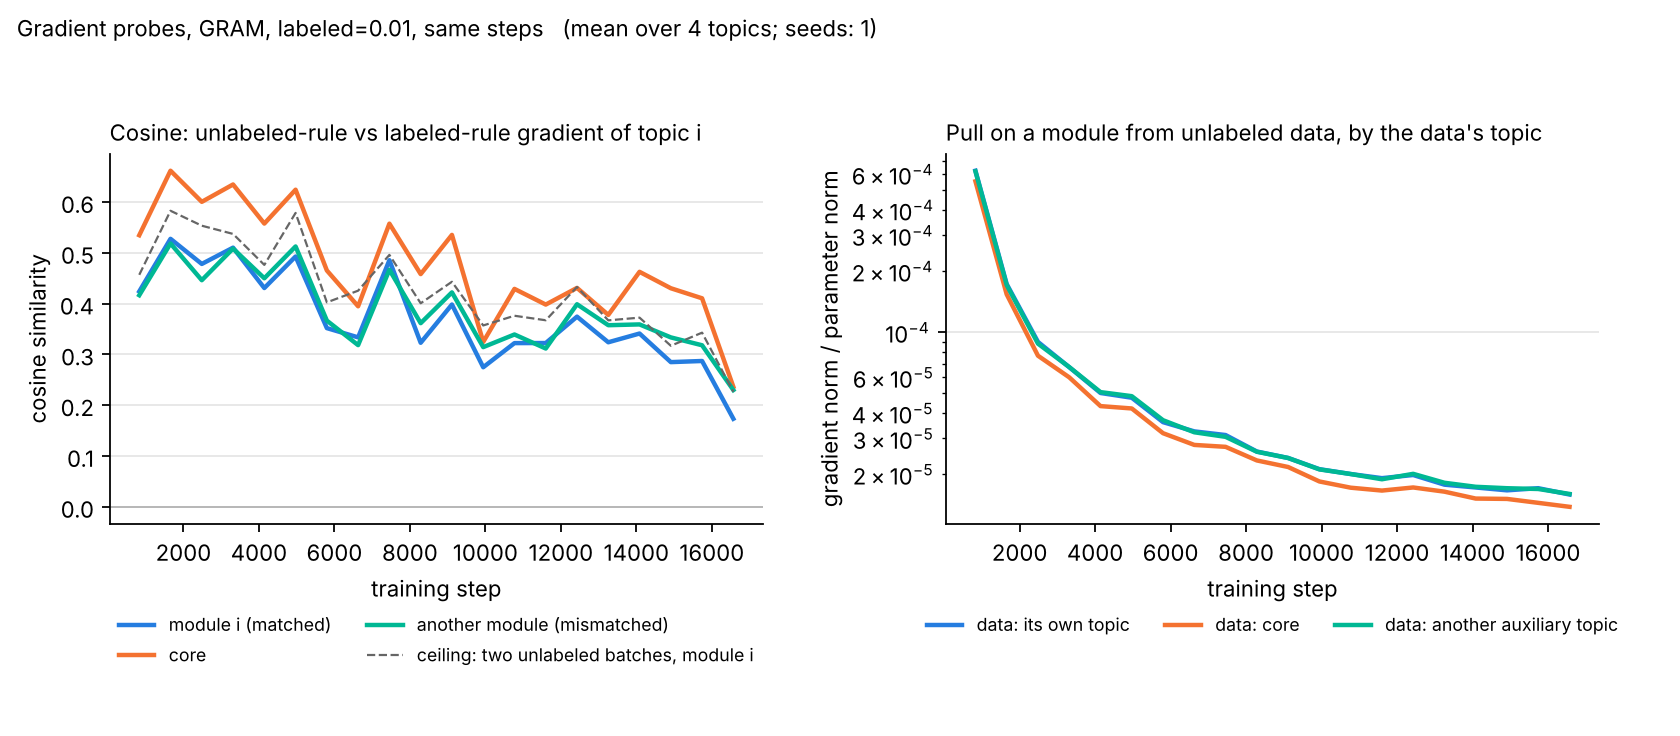 Gradient probes, GRAM, labeled=0.01, same steps (mean over 4 topics; seeds: 1)
Cosine: unlabeled-rule vs labeled-rule gradient of topic i
cosine similarity
0.6
0.5
0.4
0.3
0.2
0.1
0.0
2000 4000 6000 8000 10000 12000 14000 16000
training step
module i (matched)
another module (mismatched)
core
ceiling: two unlabeled batches, module i
Pull on a module from unlabeled data, by the data's topic
gradient norm / parameter norm
6 × 10⁻⁴
4 × 10⁻⁴
3 × 10⁻⁴
2 × 10⁻⁴
10⁻⁴
6 × 10⁻⁵
4 × 10⁻⁵
3 × 10⁻⁵
2 × 10⁻⁵
2000 4000 6000 8000 10000 12000 14000 16000
training step
data: its own topic
data: core
data: another auxiliary topic